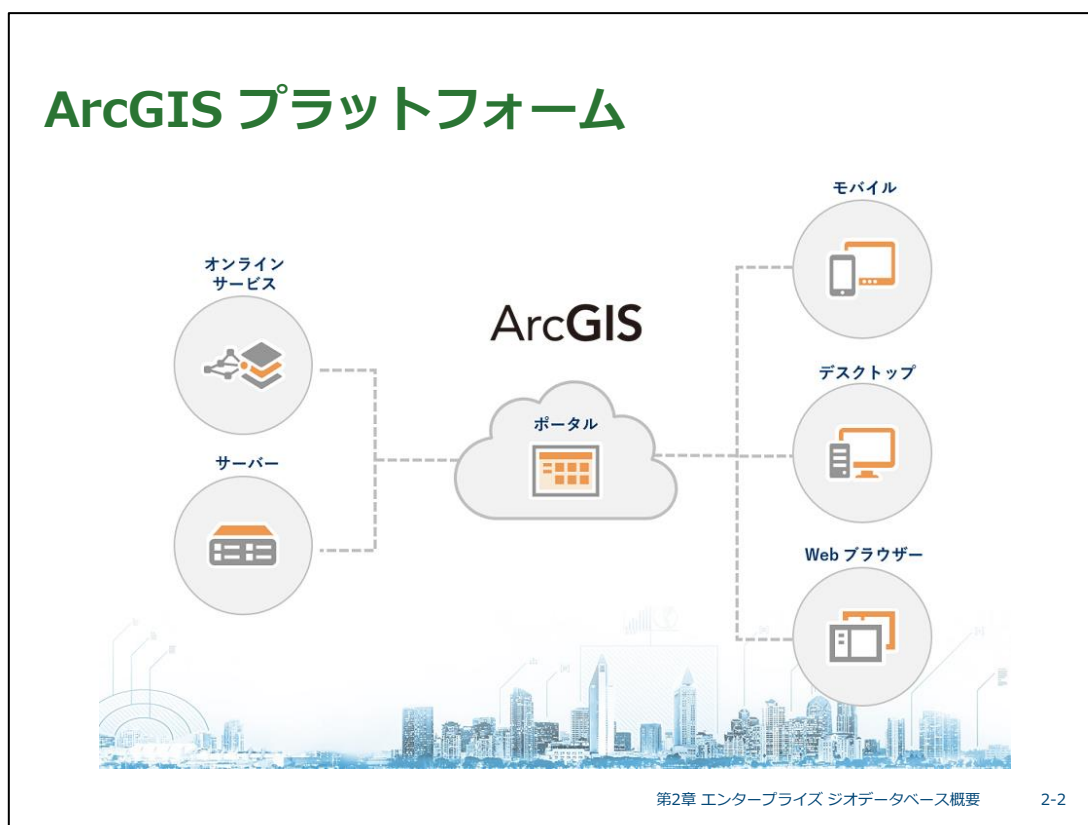 ArcGIS プラットフォーム
オンライン
サービス
サーバー
ArcGIS
ポータル
モバイル
デスクトップ
Web ブラウザー
第2章 エンタープライズ ジオデータベース概要 2-2